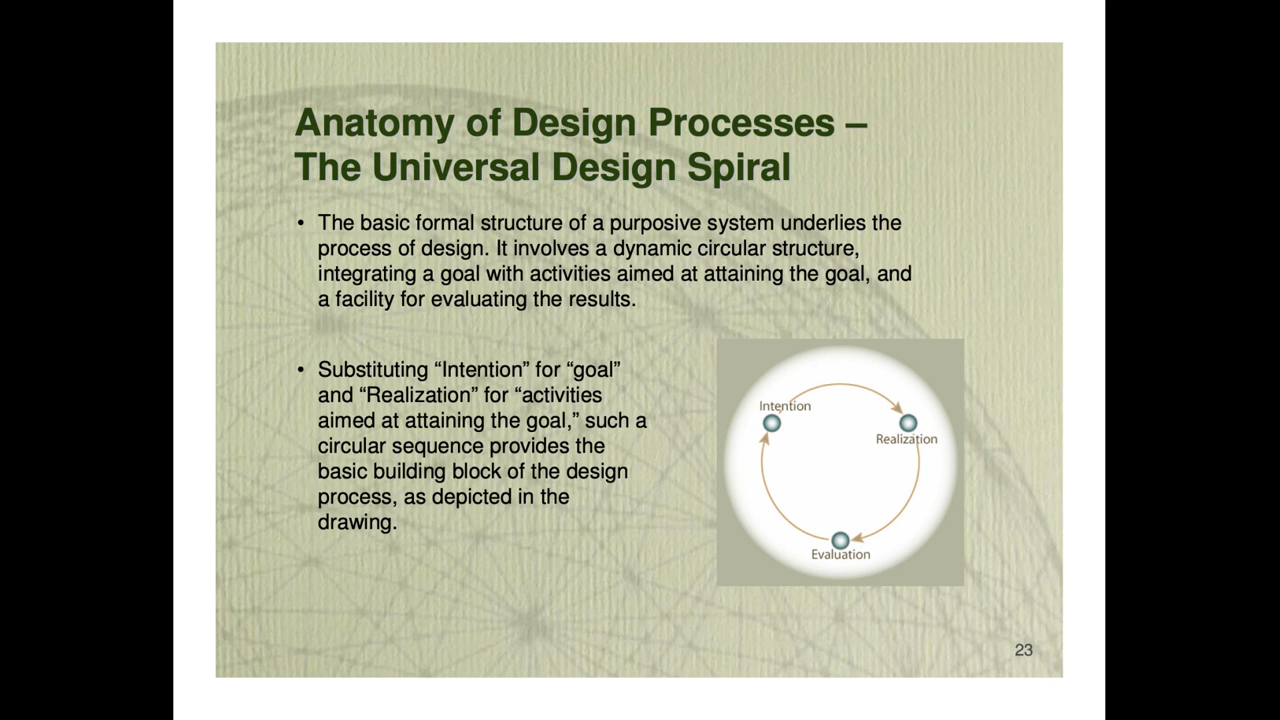 Anatomy of Design Processes –
The Universal Design Spiral
• The basic formal structure of a purposive system underlies the
process of design. It involves a dynamic circular structure,
integrating a goal with activities aimed at attaining the goal, and
a facility for evaluating the results.
• Substituting “Intention” for “goal”
and “Realization” for “activities
aimed at attaining the goal,” such a
circular sequence provides the
basic building block of the design
process, as depicted in the
drawing.
Intention
Realization
Evaluation
23